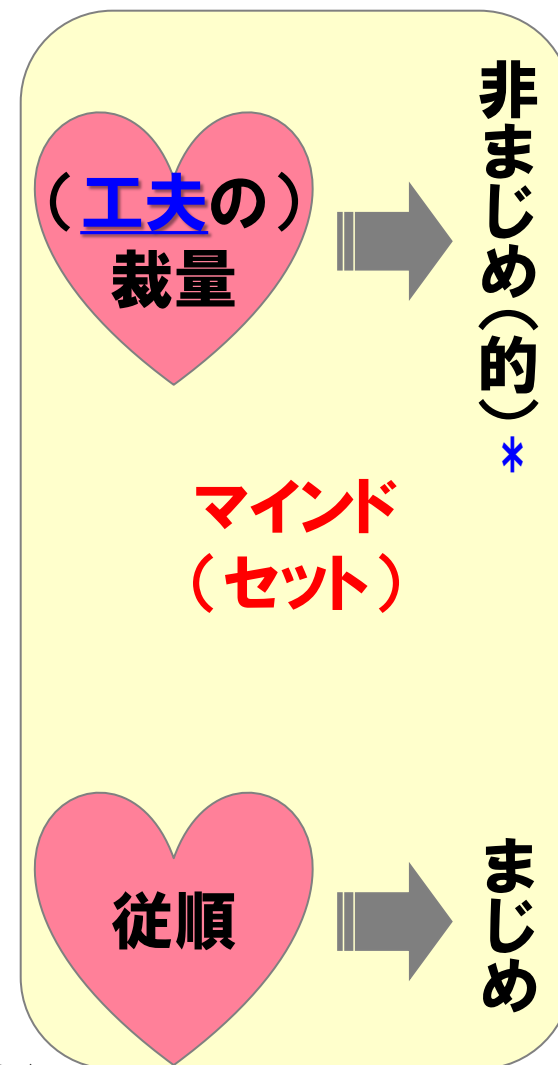 （工夫の）
裁量
非まじめ（的）*
マインド
（セット）
従順
まじめ